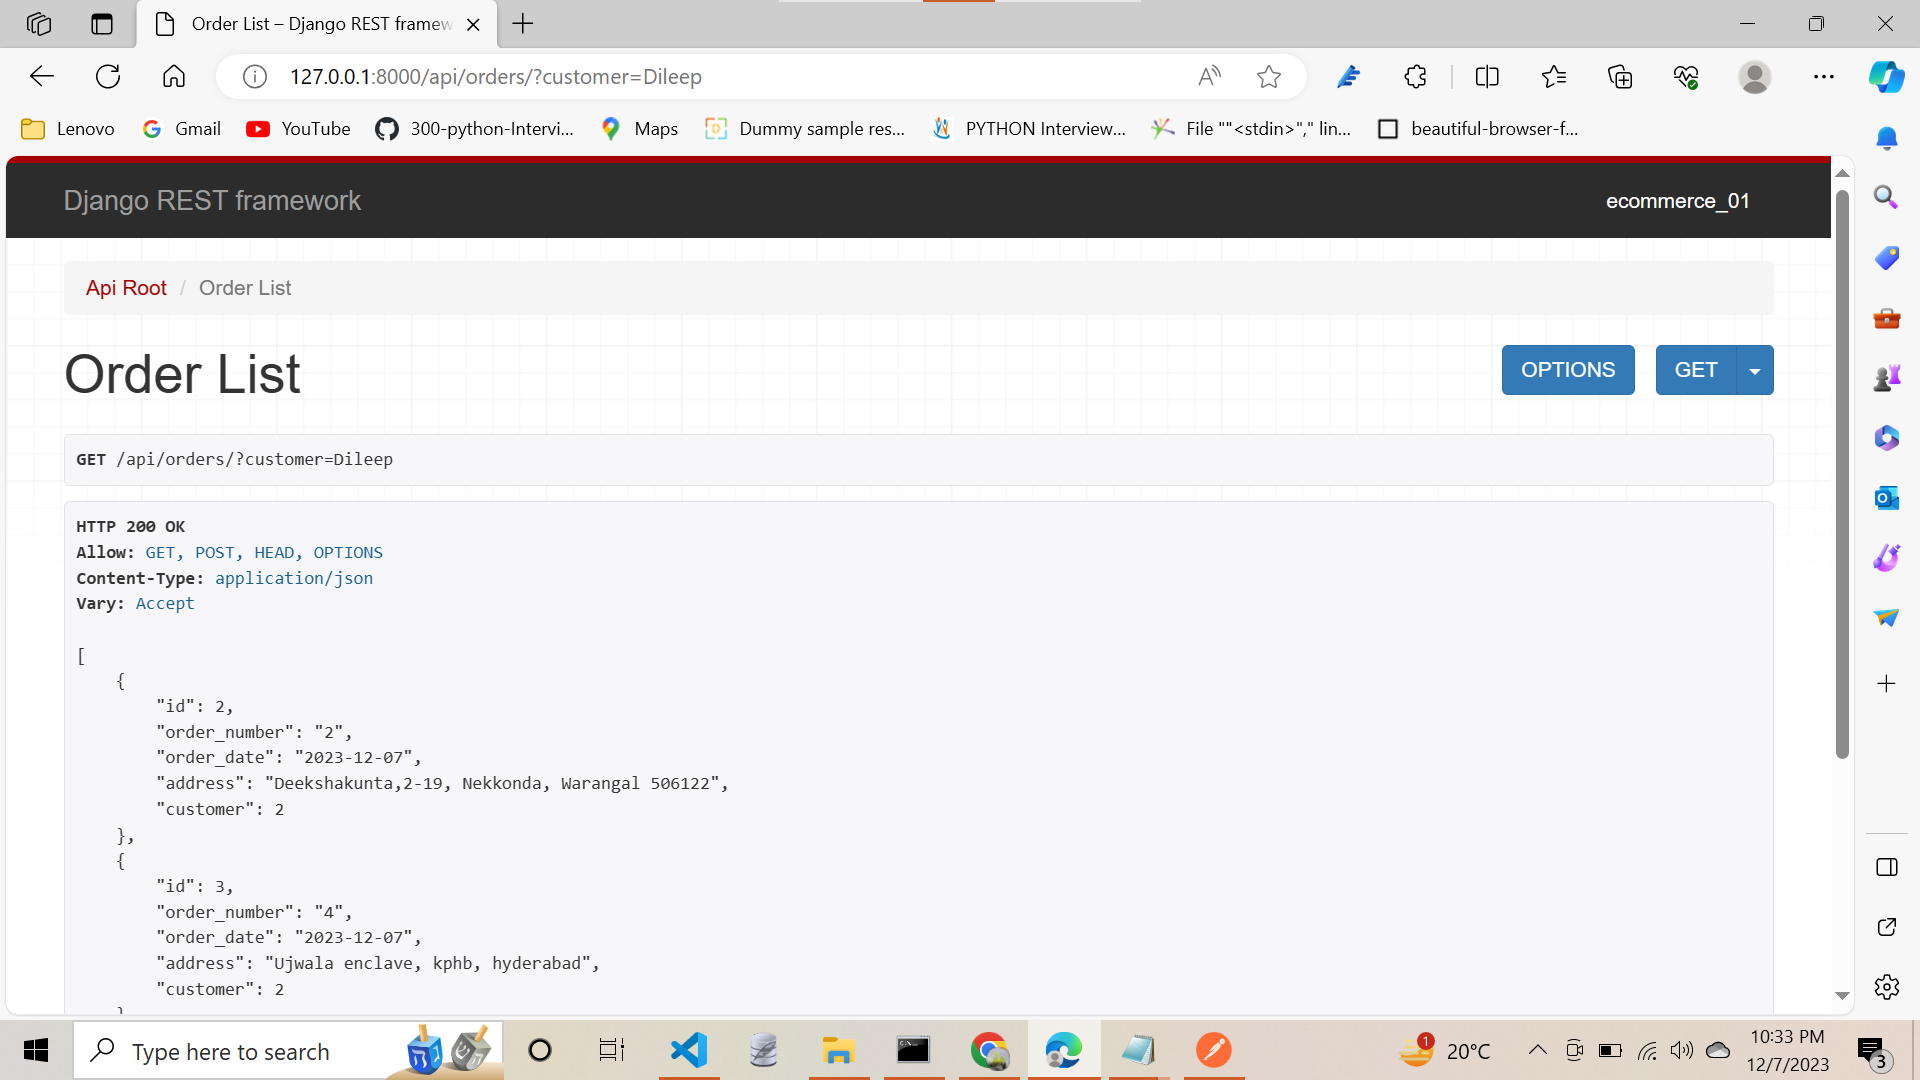 Order List – Django REST framew
127.0.0.1:8000/api/orders/?customer=Dileep
Lenovo
Gmail
YouTube
300-python-Intervi...
Maps
Dummy sample res...
PYTHON Interview...
File ""<stdin>"," lin...
beautiful-browser-f...
Django REST framework
ecommerce_01
Api Root / Order List
Order List
OPTIONS
GET
GET /api/orders/?customer=Dileep
HTTP 200 OK
Allow: GET, POST, HEAD, OPTIONS
Content-Type: application/json
Vary: Accept
[
{
"id": 2,
"order_number": "2",
"order_date": "2023-12-07",
"address": "Deekshakunta,2-19, Nekkonda, Warangal 506122",
"customer": 2
},
{
"id": 3,
"order_number": "4",
"order_date": "2023-12-07",
"address": "Ujwala enclave, kphb, hyderabad",
"customer": 2
}
Type here to search
1
20°C
10:33 PM
12/7/2023
3